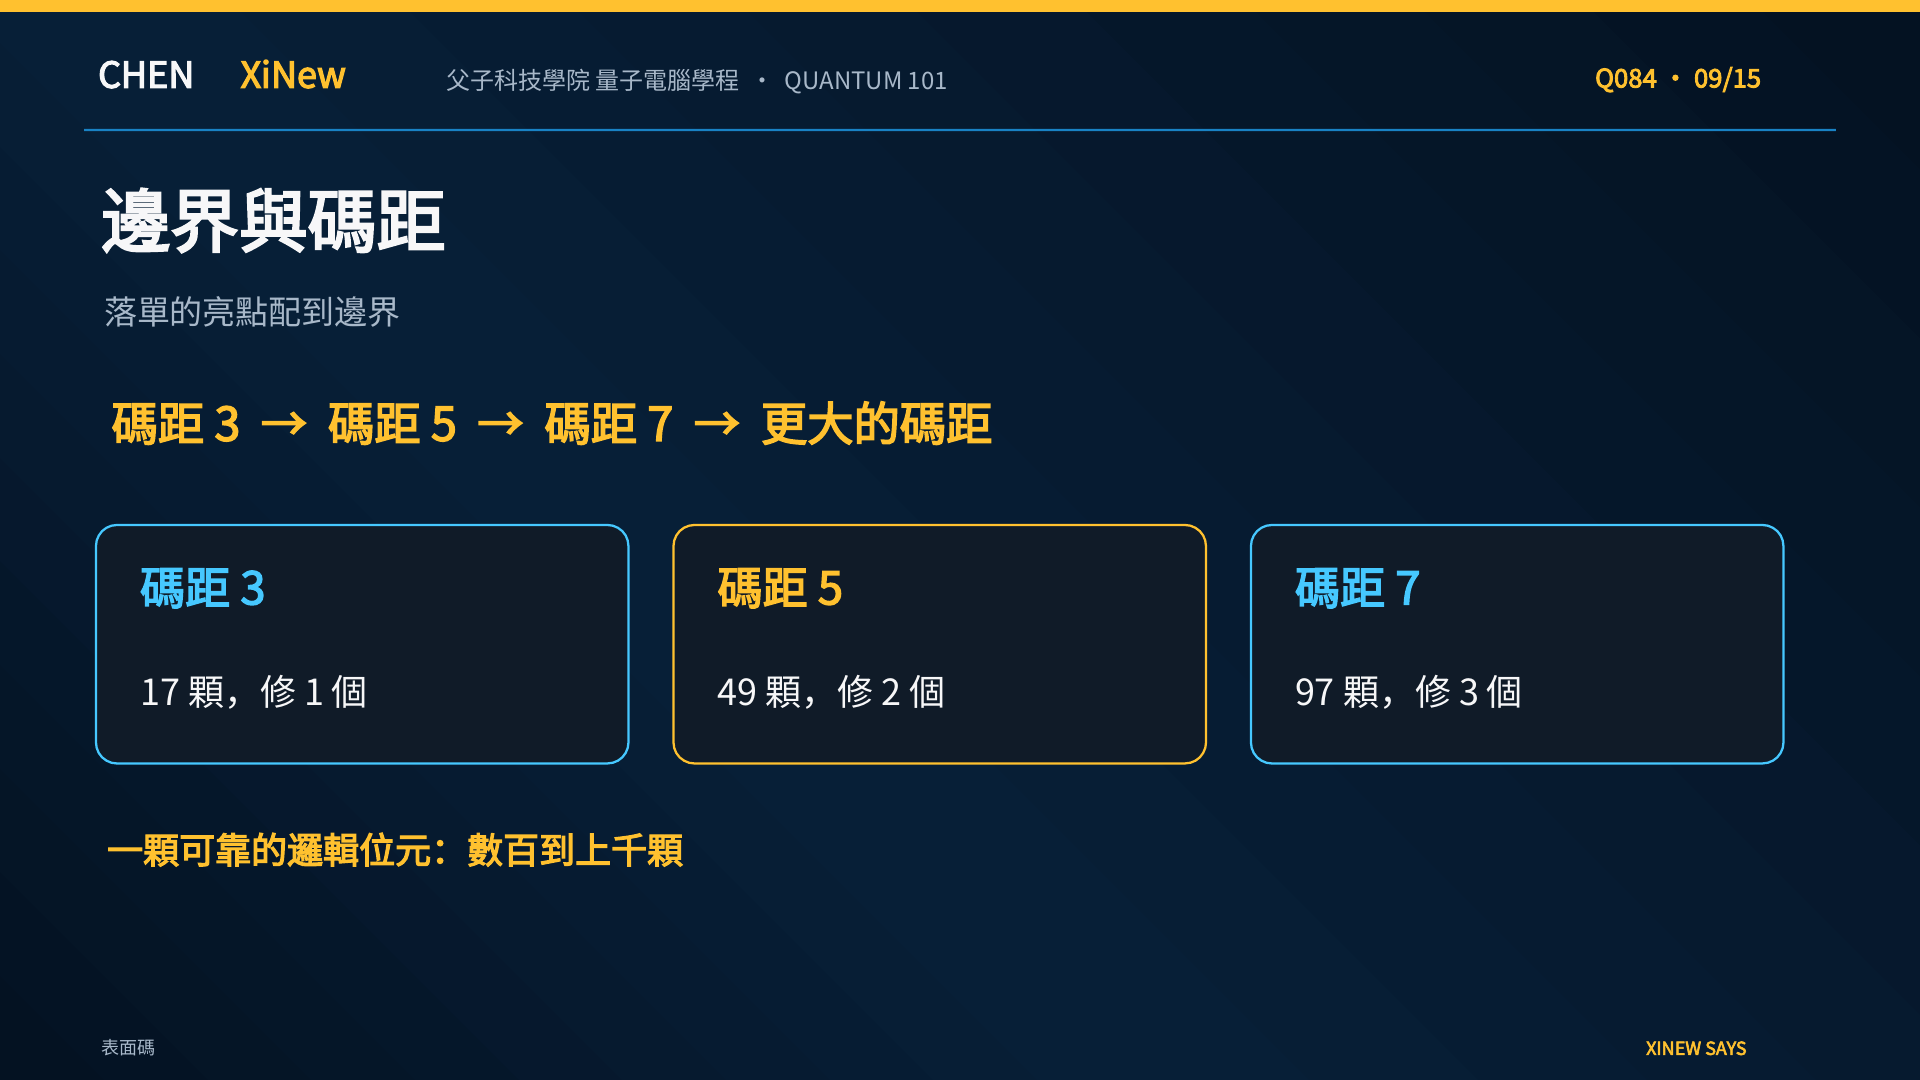 CHEN XiNew 父子科技學院 量子電腦學程 • QUANTUM 101 Q084 • 09/15
邊界與碼距
落單的亮點配到邊界
碼距 3 → 碼距 5 → 碼距 7 → 更大的碼距
碼距 3
17 顆，修 1 個
碼距 5
49 顆，修 2 個
碼距 7
97 顆，修 3 個
一顆可靠的邏輯位元：數百到上千顆
表面碼
XINEW SAYS